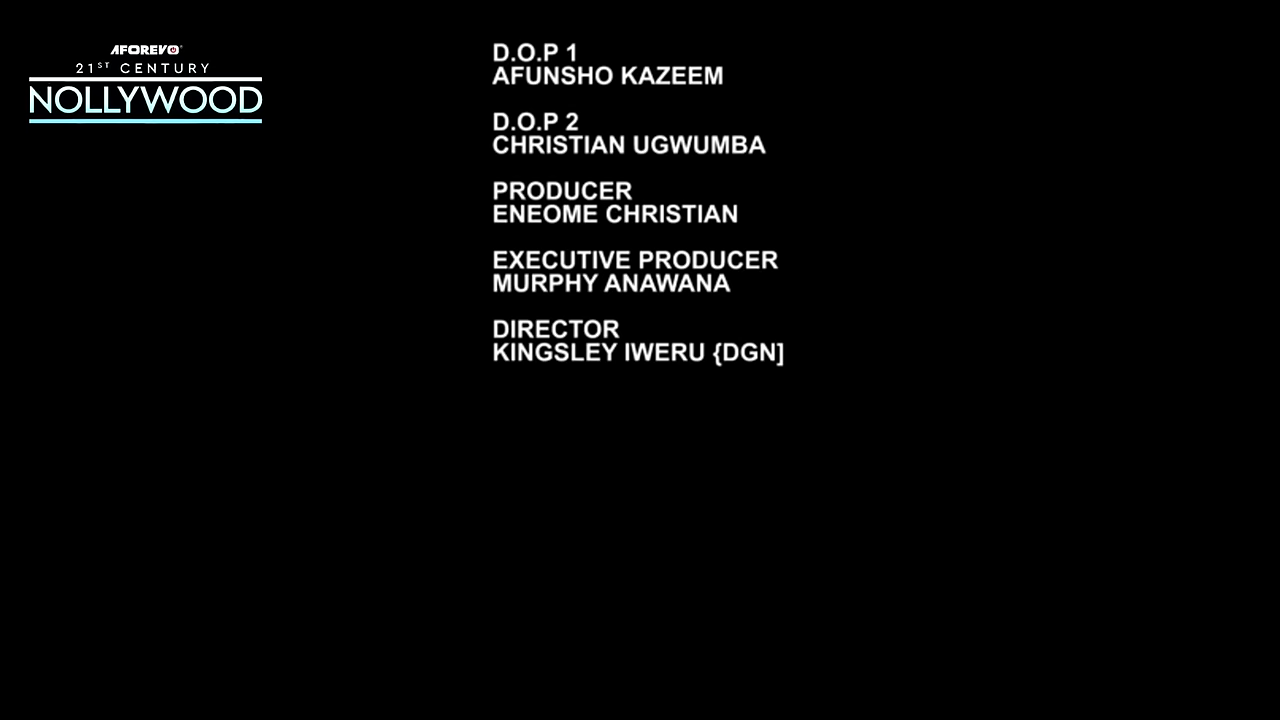 AFOREVO
21ST CENTURY
NOLLYWOOD
D.O.P 1
AFUNSHO KAZEEM
D.O.P 2
CHRISTIAN UGWUMBA
PRODUCER
ENEOME CHRISTIAN
EXECUTIVE PRODUCER
MURPHY ANAWANA
DIRECTOR
KINGSLEY IWERU {DGN]